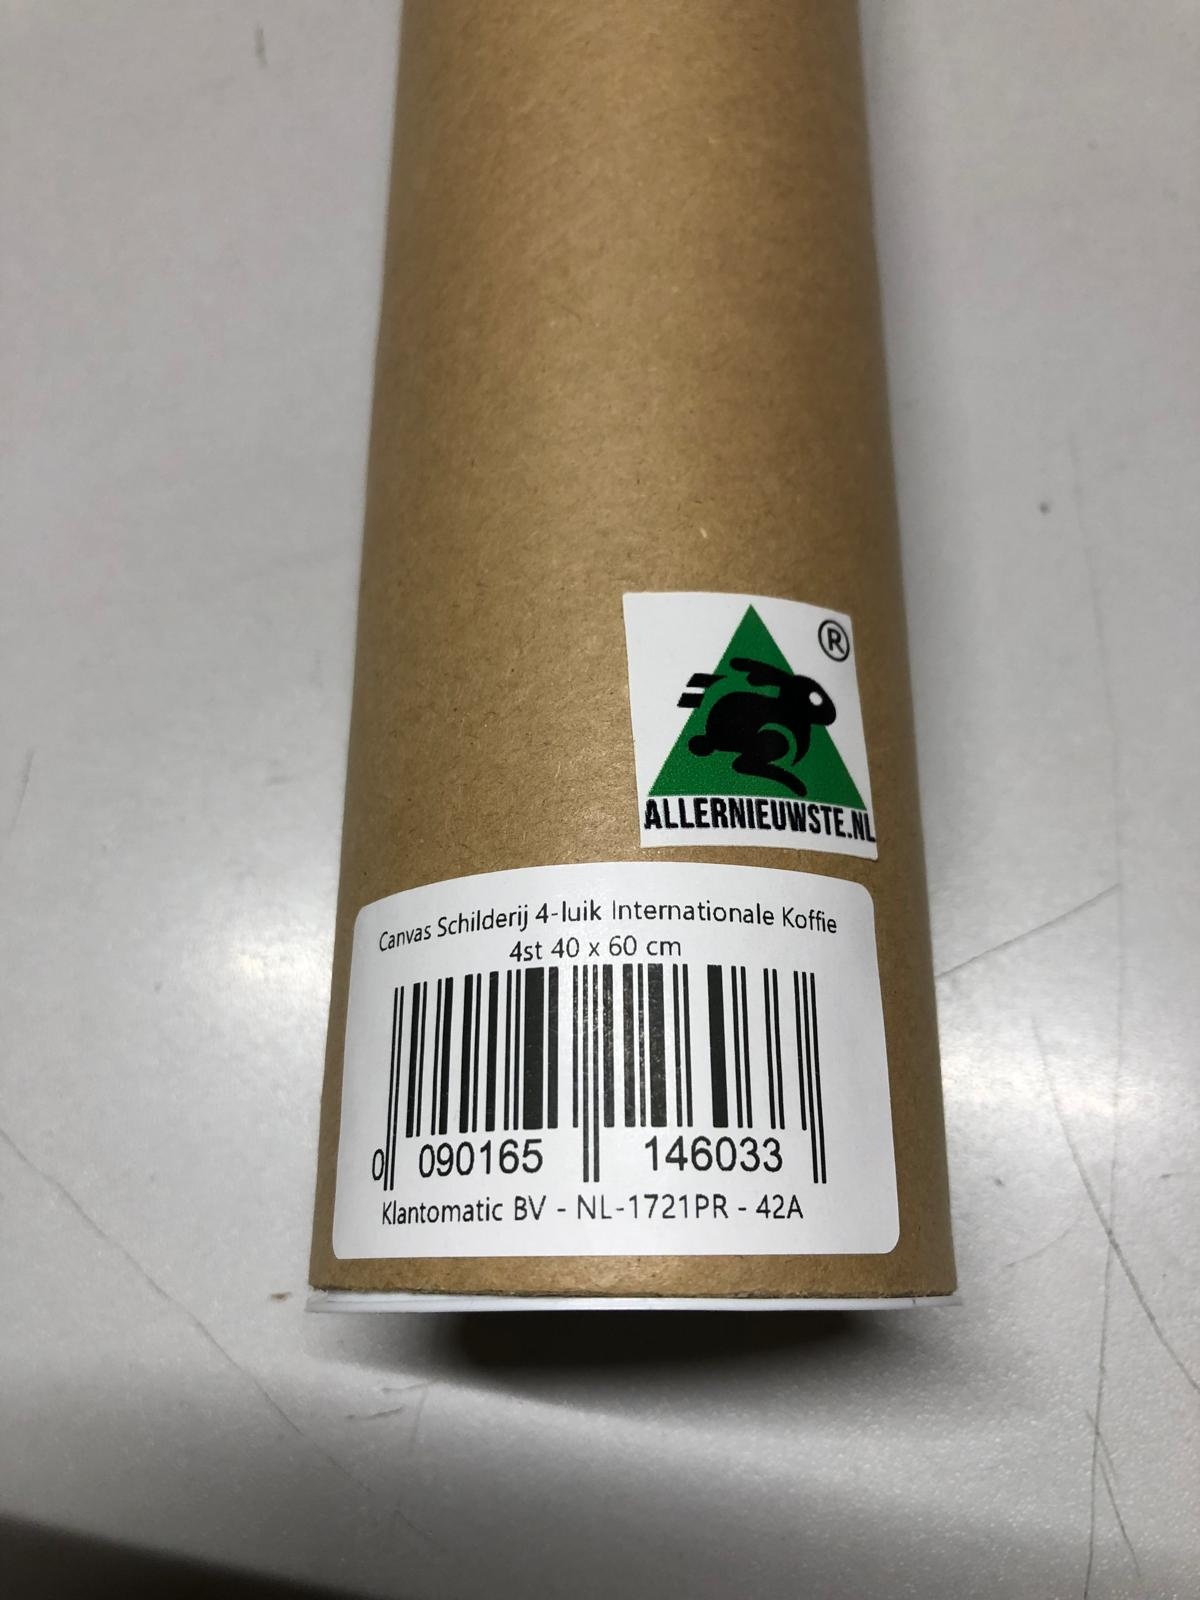 ®
ALLERNIEUWSTE.NL
Canvas Schilderij 4-luik Internationale Koffie
4st 40 x 60 cm
0 090165 146033
Klantomatic BV - NL-1721PR - 42A